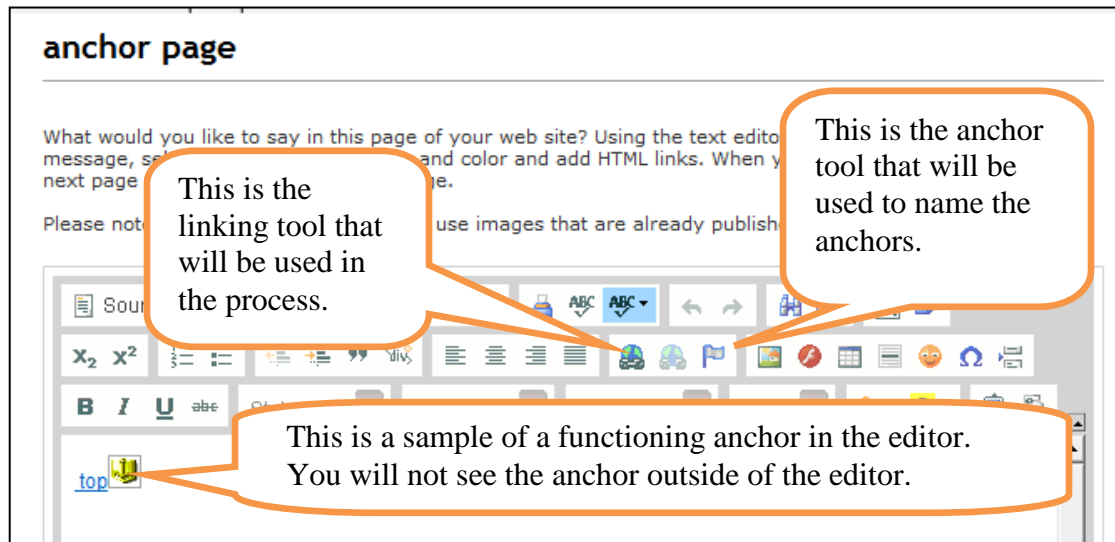 anchor page
What would you like to say in this page of your web site? Using the text edito
message, se and color and add HTML links. When y
next page ge.
Please not use images that are already publish
This is the
linking tool that
will be used in
the process.
This is the anchor
tool that will be
used to name the
anchors.
Sour
ABC ABC
X₂ X²
B I U abc
This is a sample of a functioning anchor in the editor.
You will not see the anchor outside of the editor.
top